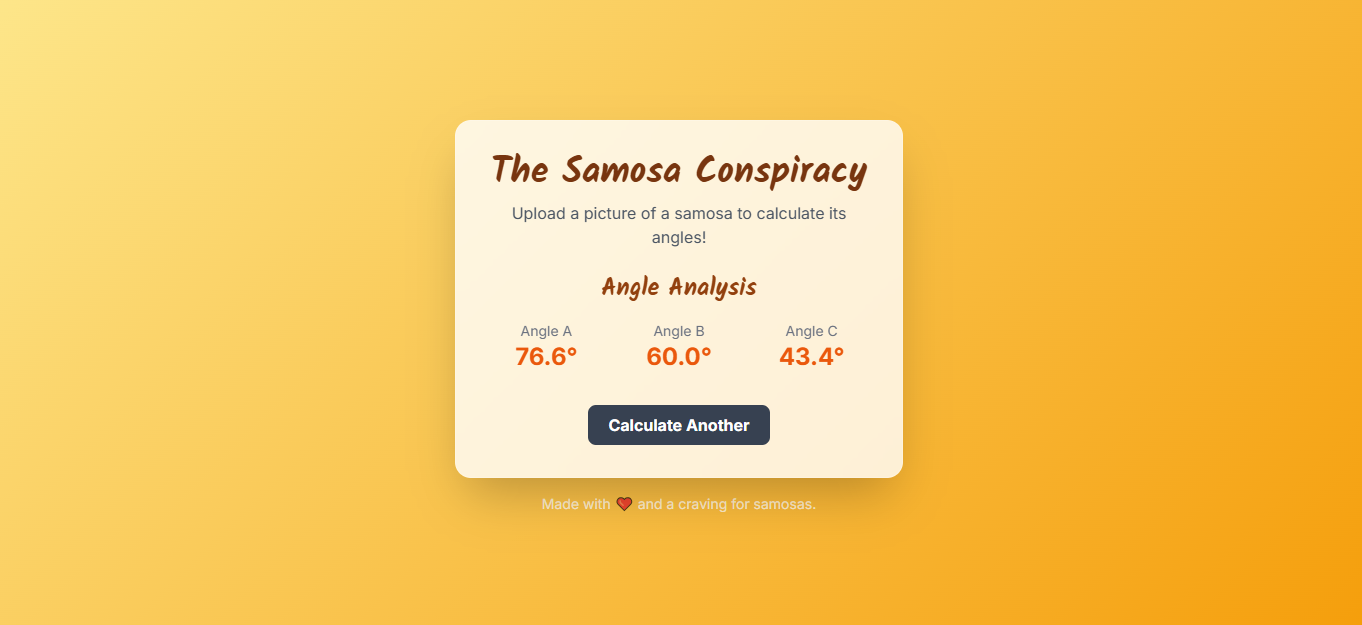 The Samosa Conspiracy
Upload a picture of a samosa to calculate its
angles!
Angle Analysis
Angle A Angle B Angle C
76.6° 60.0° 43.4°
Calculate Another
Made with ❤️ and a craving for samosas.